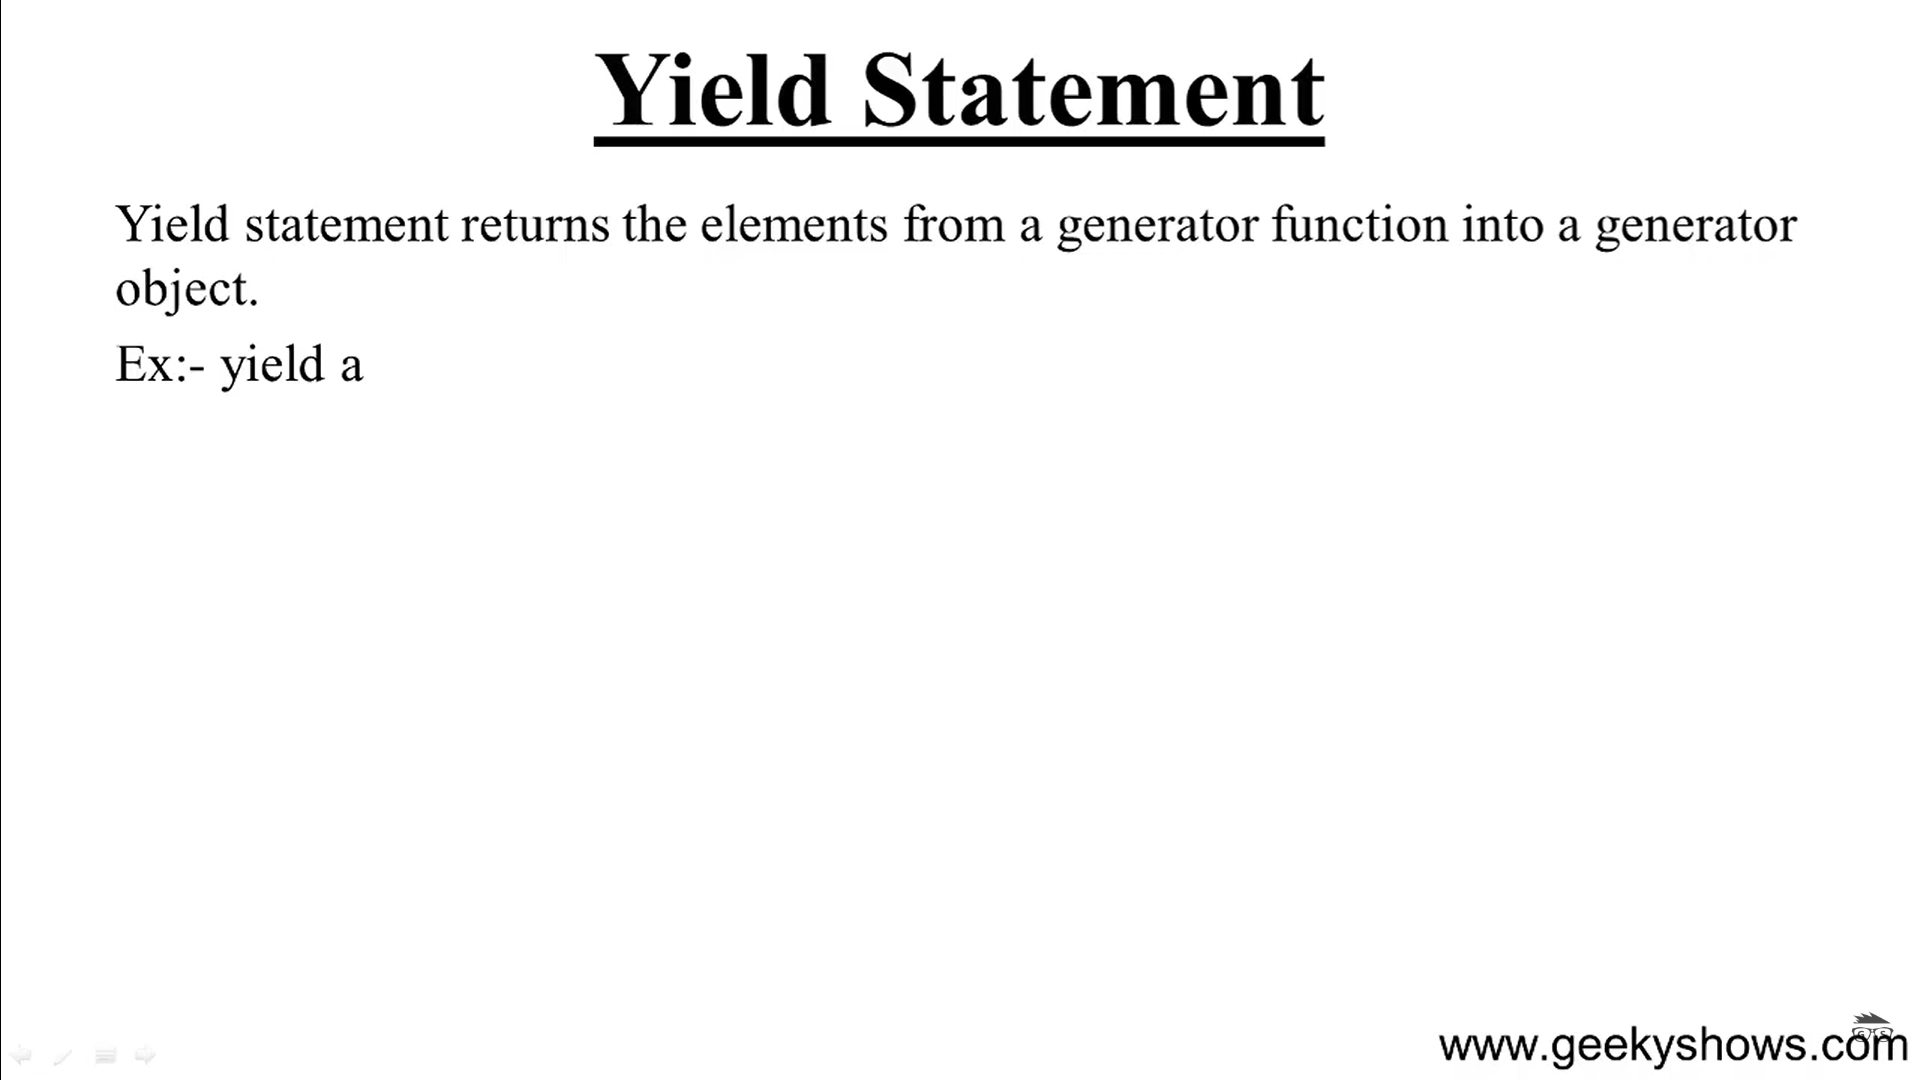 Yield Statement
Yield statement returns the elements from a generator function into a generator
object.
Ex:- yield a
www.geekyshows.com